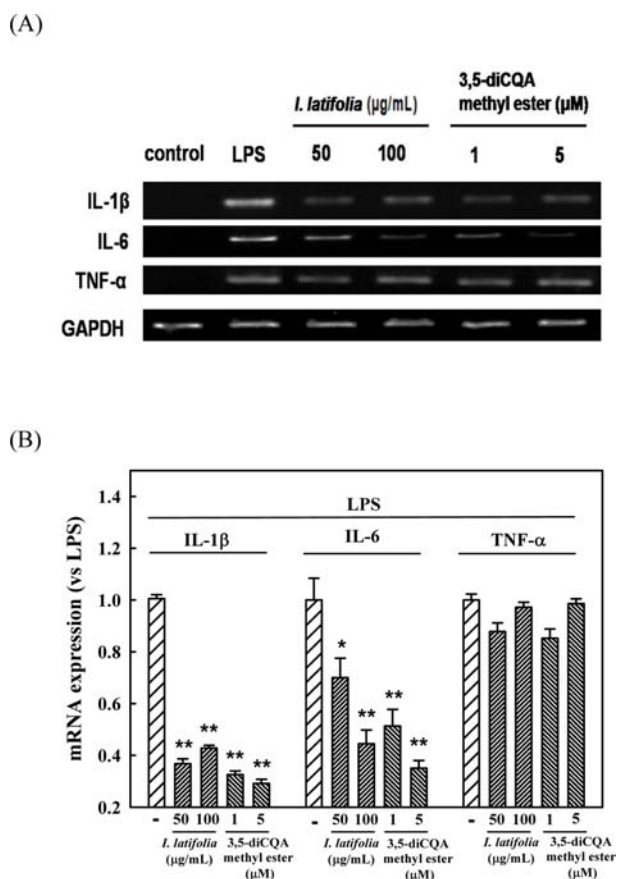 (A)
3,5-diCQA
I. latifolia (μg/mL) methyl ester (μM)
control LPS 50 100 1 5
IL-1β
IL-6
TNF-α
GAPDH
(B)
mRNA expression (vs LPS)
1.4
1.2
1.0
0.8
0.6
0.4
0.2
LPS
IL-1β IL-6 TNF-α
** ** ** **
* ** ** **
- 50 100 1 5 - 50 100 1 5 - 50 100 1 5
I. latifolia 3,5-diCQA I. latifolia 3,5-diCQA I. latifolia 3,5-diCQA
(μg/mL) methyl ester (μg/mL) methyl ester (μg/mL) methyl ester
(μM) (μM) (μM)